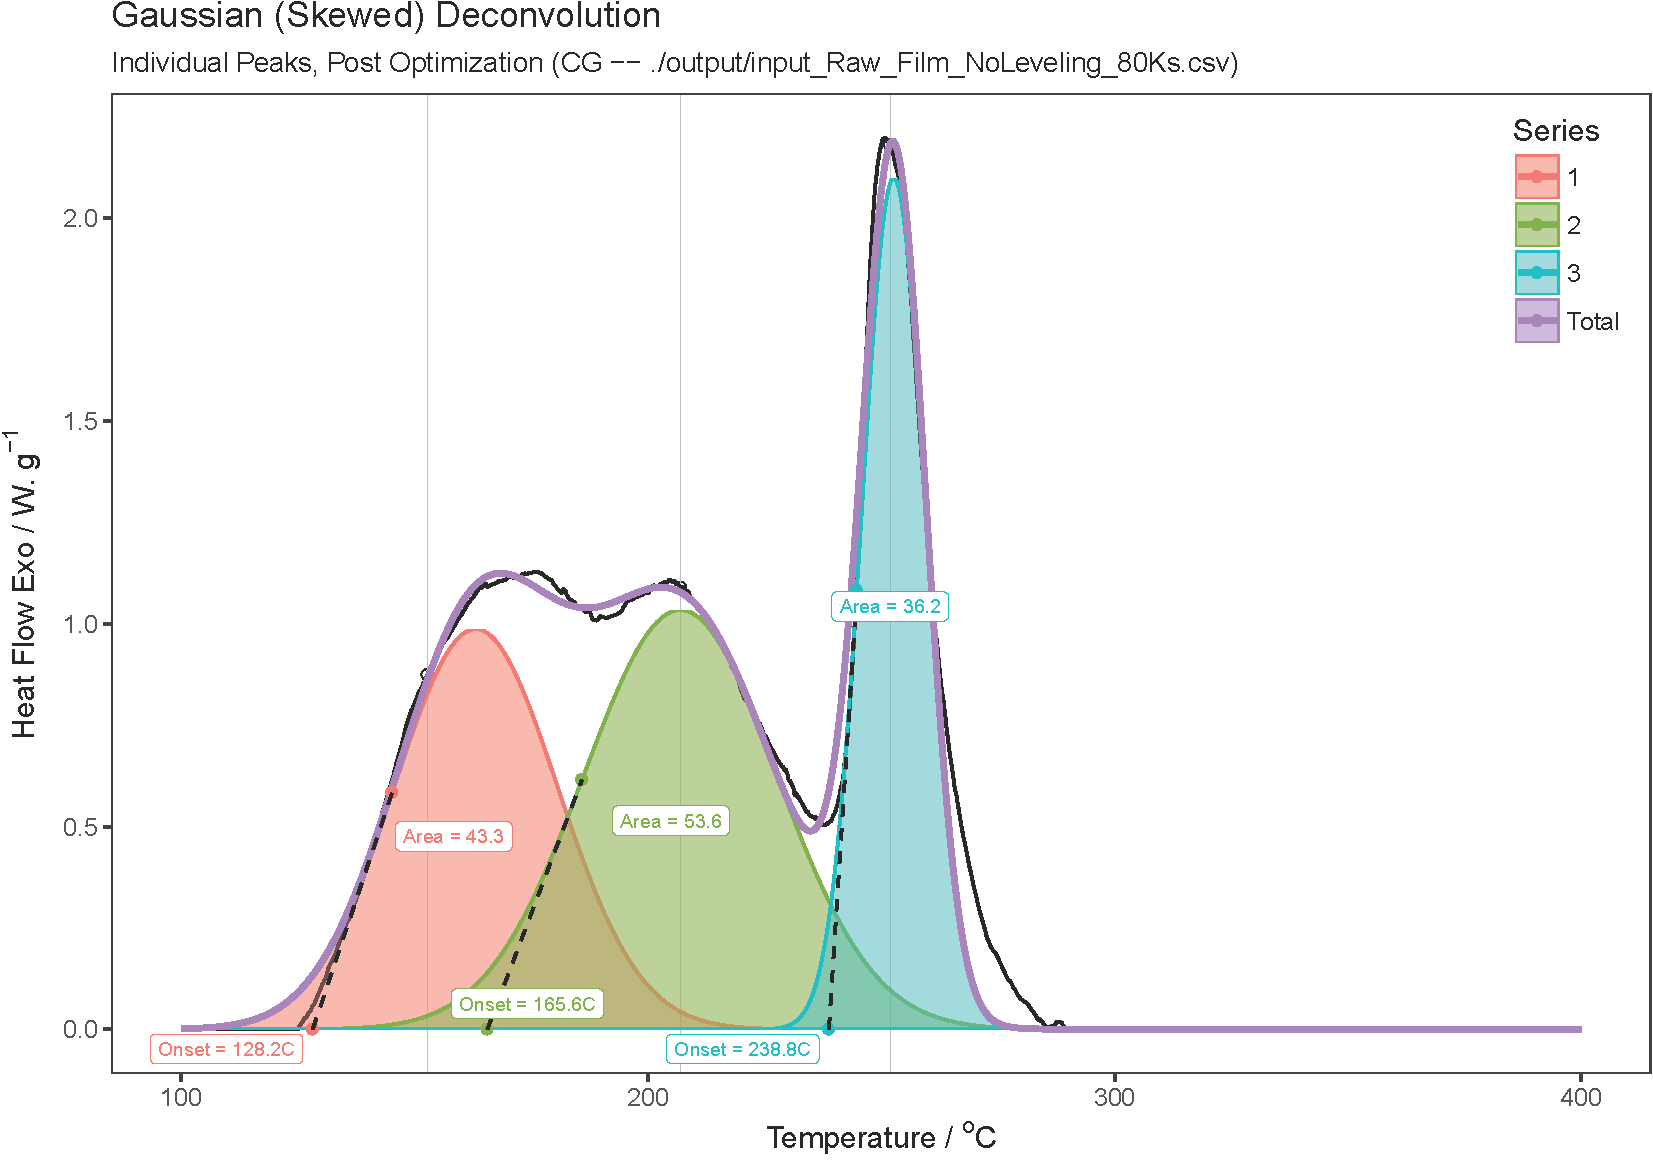 Gaussian (Skewed) Deconvolution
Individual Peaks, Post Optimization (CG −− ./output/input_Raw_Film_NoLeveling_80Ks.csv)
Series
1
2
3
Total
2.0
1.5
1.0
0.5
0.0
Heat Flow Exo / W. g⁻¹
Area = 36.2
Area = 53.6
Area = 43.3
Onset = 165.6C
Onset = 128.2C
Onset = 238.8C
100
200
300
400
Temperature / ᵒC